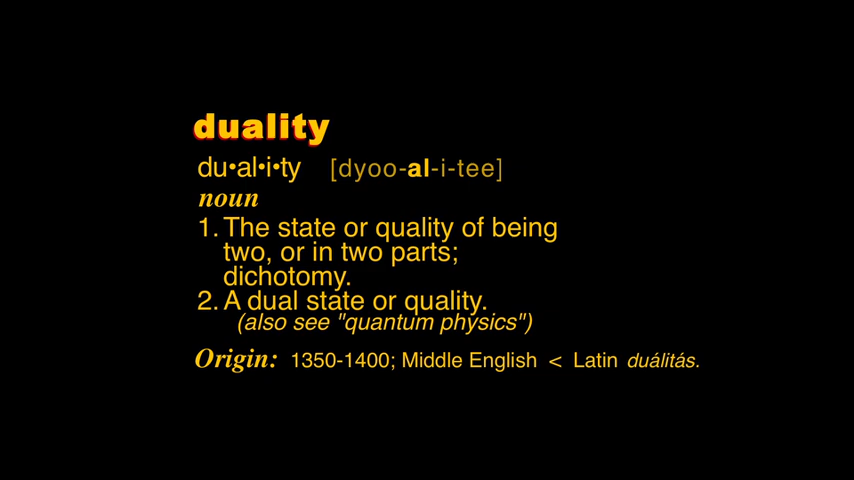 duality
du•al•i•ty [dyoo-al-i-tee]
noun
1. The state or quality of being
two, or in two parts;
dichotomy.
2. A dual state or quality.
(also see "quantum physics")
Origin: 1350-1400; Middle English < Latin duálitás.